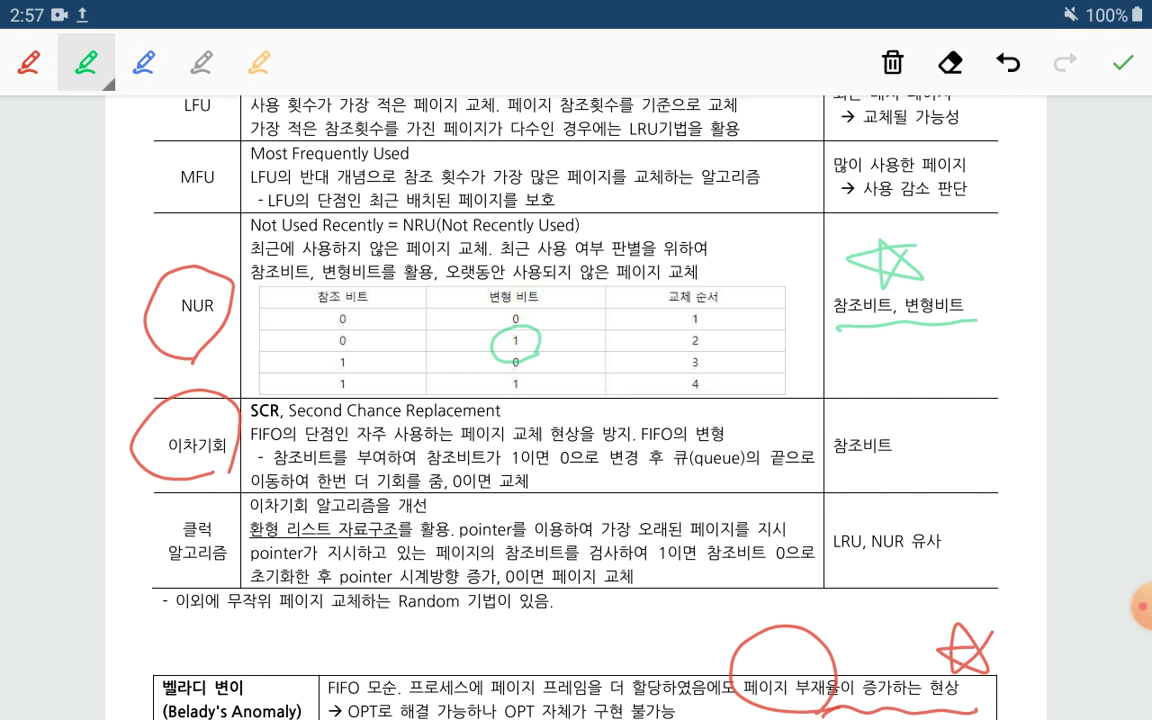 2:57
100%
LFU
사용 횟수가 가장 적은 페이지 교체. 페이지 참조횟수를 기준으로 교체
가장 적은 참조횟수를 가진 페이지가 다수인 경우에는 LRU기법을 활용
→ 교체될 가능성
MFU
Most Frequently Used
LFU의 반대 개념으로 참조 횟수가 가장 많은 페이지를 교체하는 알고리즘
- LFU의 단점인 최근 배치된 페이지를 보호
많이 사용한 페이지
→ 사용 감소 판단
NUR
Not Used Recently = NRU(Not Recently Used)
최근에 사용하지 않은 페이지 교체. 최근 사용 여부 판별을 위하여
참조비트, 변형비트를 활용, 오랫동안 사용되지 않은 페이지 교체
참조 비트 변형 비트 교체 순서
0 0 1
0 1 2
1 0 3
1 1 4
참조비트, 변형비트
이차기회
SCR, Second Chance Replacement
FIFO의 단점인 자주 사용하는 페이지 교체 현상을 방지. FIFO의 변형
- 참조비트를 부여하여 참조비트가 1이면 0으로 변경 후 큐(queue)의 끝으로
이동하여 한번 더 기회를 줌, 0이면 교체
참조비트
클럭
알고리즘
이차기회 알고리즘을 개선
환형 리스트 자료구조를 활용. pointer를 이용하여 가장 오래된 페이지를 지시
pointer가 지시하고 있는 페이지의 참조비트를 검사하여 1이면 참조비트 0으로
초기화한 후 pointer 시계방향 증가, 0이면 페이지 교체
LRU, NUR 유사
- 이외에 무작위 페이지 교체하는 Random 기법이 있음.
벨라디 변이
(Belady's Anomaly)
FIFO 모순. 프로세스에 페이지 프레임을 더 할당하였음에도 페이지 부재율이 증가하는 현상
→ OPT로 해결 가능하나 OPT 자체가 구현 불가능